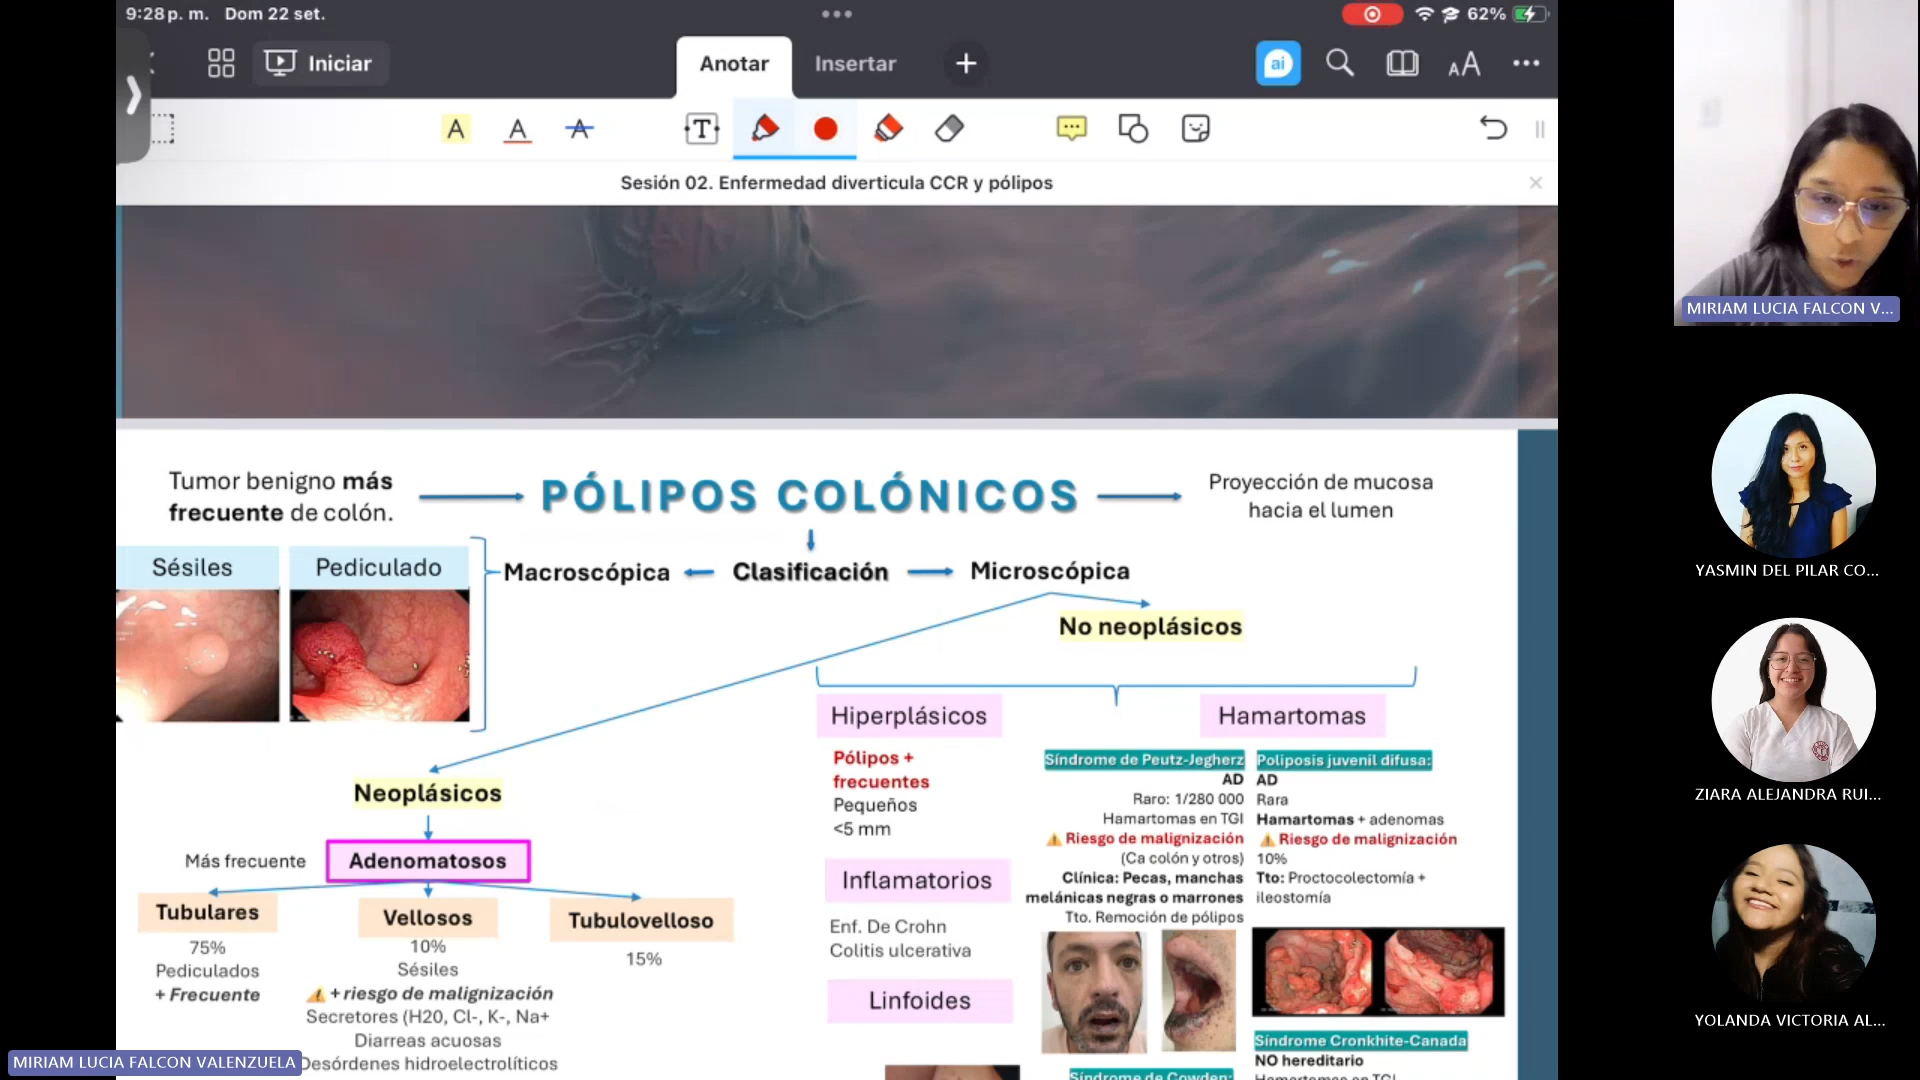 9:28 p. m. Dom 22 set.
62%
Iniciar
Anotar
Insertar
ai
Sesión 02. Enfermedad diverticula CCR y pólipos
Tumor benigno más
frecuente de colón.
PÓLIPOS COLÓNICOS
Proyección de mucosa
hacia el lumen
Sésiles
Pediculado
Macroscópica
Clasificación
Microscópica
No neoplásicos
Neoplásicos
Más frecuente
Adenomatosos
Tubulares
75%
Pediculados
+ Frecuente
Vellosos
10%
Sésiles
+ riesgo de malignización
Secretores (H20, Cl-, K-, Na+
Diarreas acuosas
Desórdenes hidroelectrolíticos
Tubulovelloso
15%
Hiperplásicos
Pólipos +
frecuentes
Pequeños
<5 mm
Inflamatorios
Enf. De Crohn
Colitis ulcerativa
Linfoides
Hamartomas
Síndrome de Peutz-Jegherz
AD
Raro: 1/280 000
Hamartomas en TGI
Riesgo de malignización
(Ca colón y otros)
Clínica: Pecas, manchas
melánicas negras o marrones
Tto. Remoción de pólipos
Síndrome de Cowden:
Poliposis juvenil difusa:
AD
Rara
Hamartomas + adenomas
Riesgo de malignización
10%
Tto: Proctocolectomía +
ileostomía
Síndrome Cronkhite-Canada
NO hereditario
Hamartomas en TGI
MIRIAM LUCIA FALCON V...
YASMIN DEL PILAR CO...
ZIARA ALEJANDRA RUI...
YOLANDA VICTORIA AL...
MIRIAM LUCIA FALCON VALENZUELA